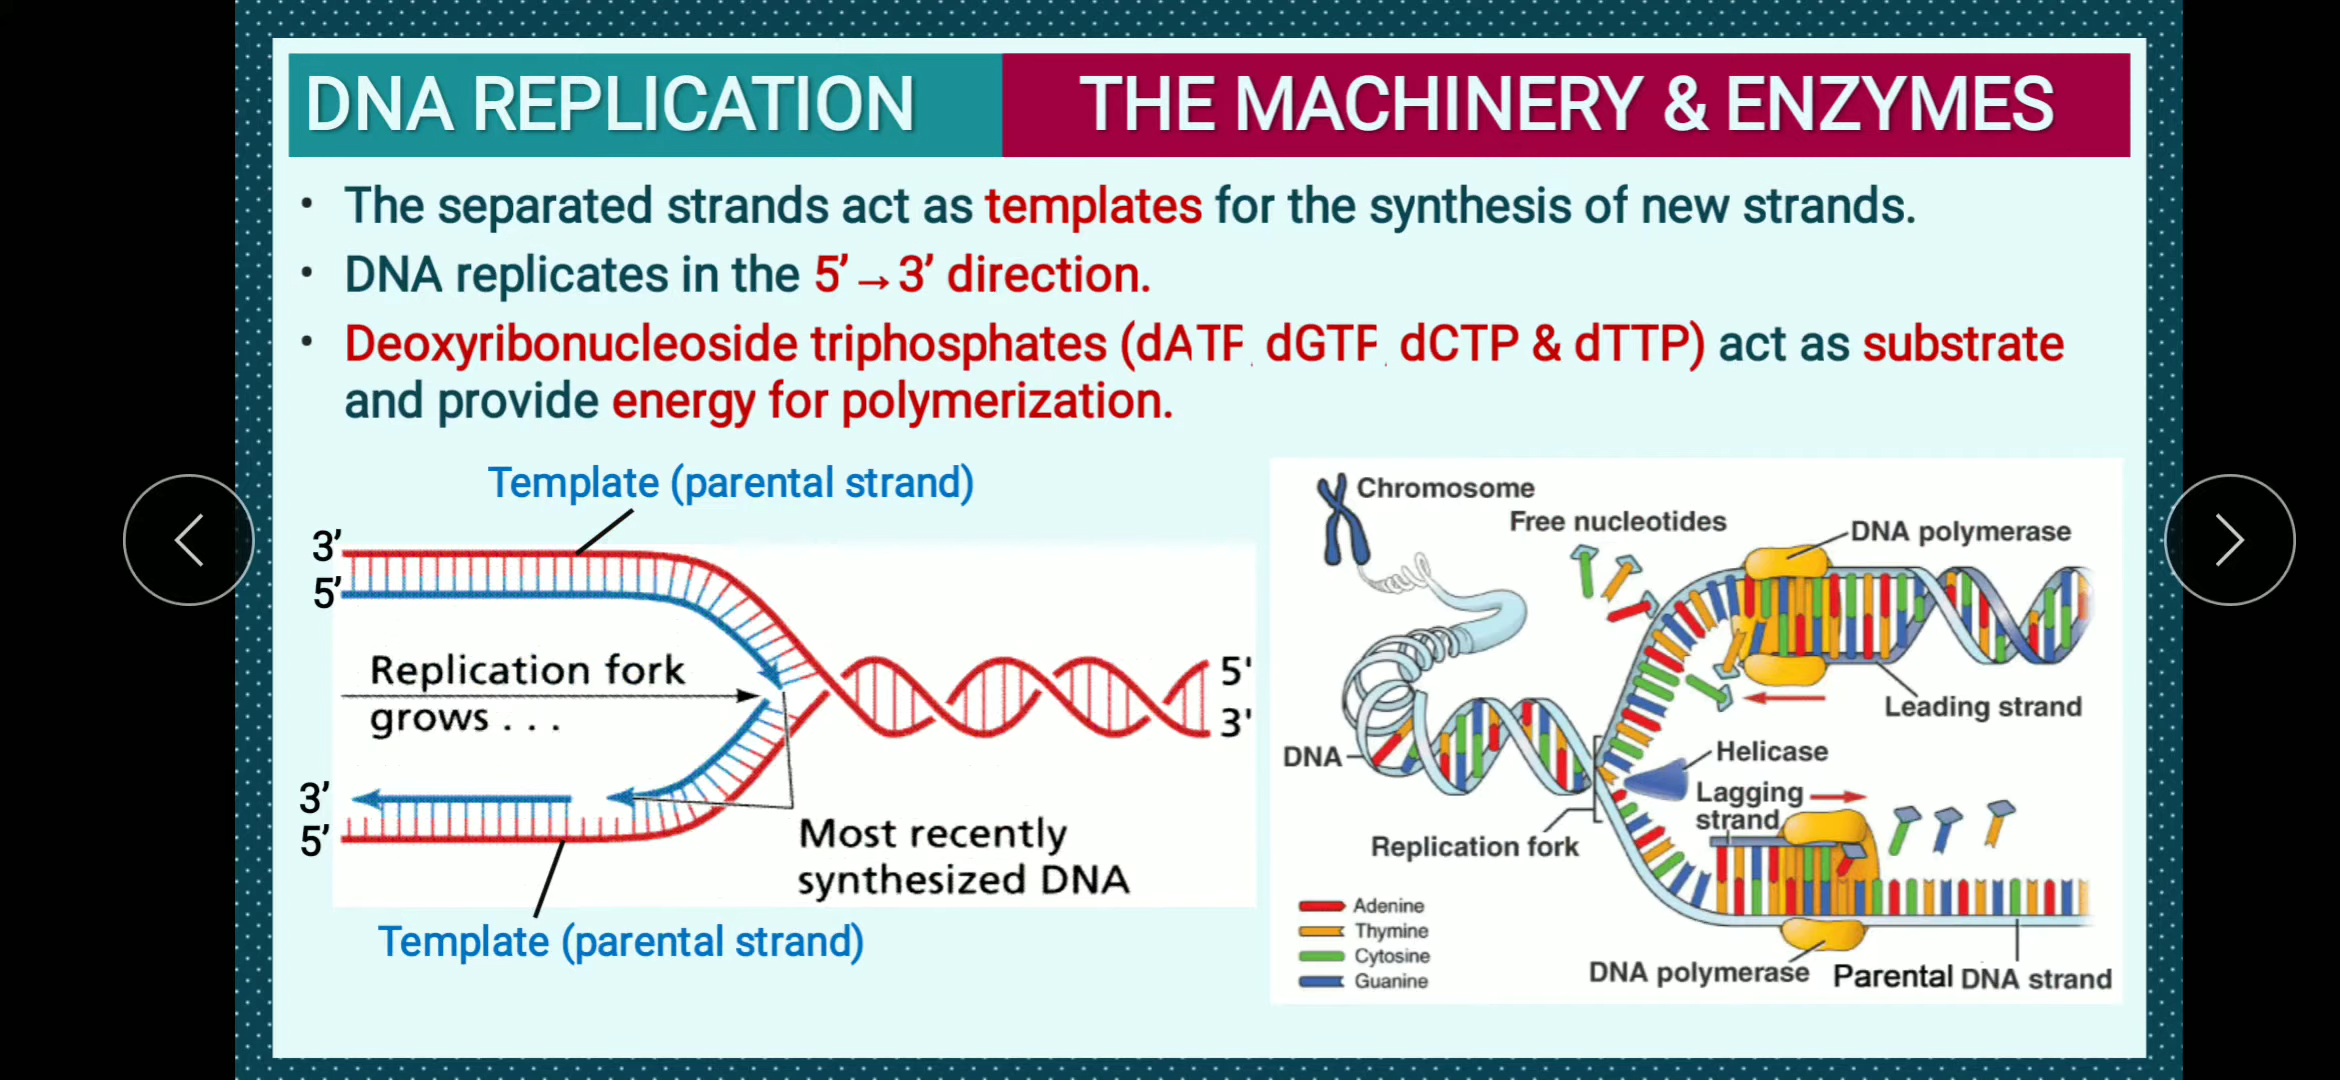 DNA REPLICATION THE MACHINERY & ENZYMES
• The separated strands act as templates for the synthesis of new strands.
• DNA replicates in the 5’→3’ direction.
• Deoxyribonucleoside triphosphates (dATP, dGTP, dCTP & dTTP) act as substrate
and provide energy for polymerization.
Template (parental strand)
3’
5’
Replication fork
grows . . .
5'
3'
3’
5’
Most recently
synthesized DNA
Template (parental strand)
Chromosome
Free nucleotides
DNA polymerase
Leading strand
DNA
Helicase
Lagging
strand
Replication fork
Adenine
Thymine
Cytosine
Guanine
DNA polymerase
Parental DNA strand